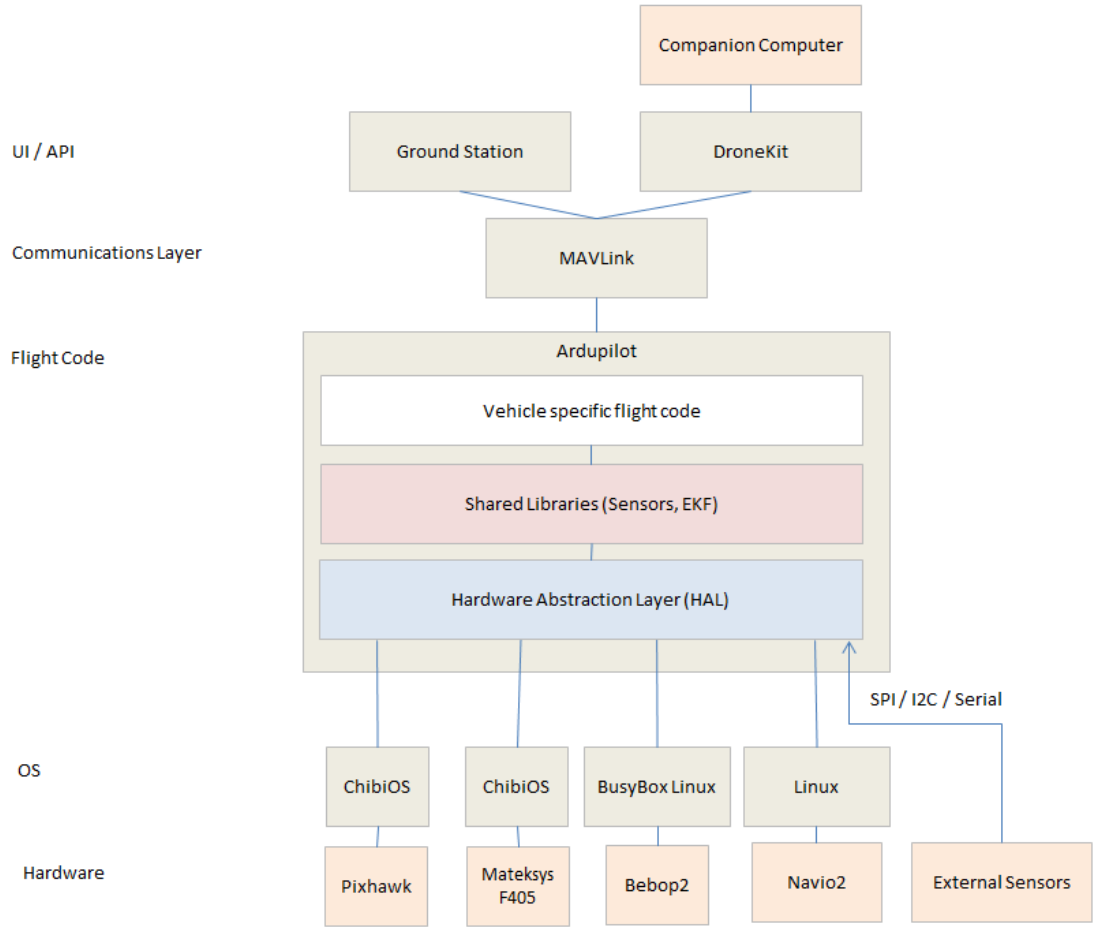 Companion Computer
UI / API
Ground Station
DroneKit
Communications Layer
MAVLink
Flight Code
Ardupilot
Vehicle specific flight code
Shared Libraries (Sensors, EKF)
Hardware Abstraction Layer (HAL)
SPI / I2C / Serial
OS
ChibiOS
ChibiOS
BusyBox Linux
Linux
Hardware
Pixhawk
Mateksys
F405
Bebop2
Navio2
External Sensors